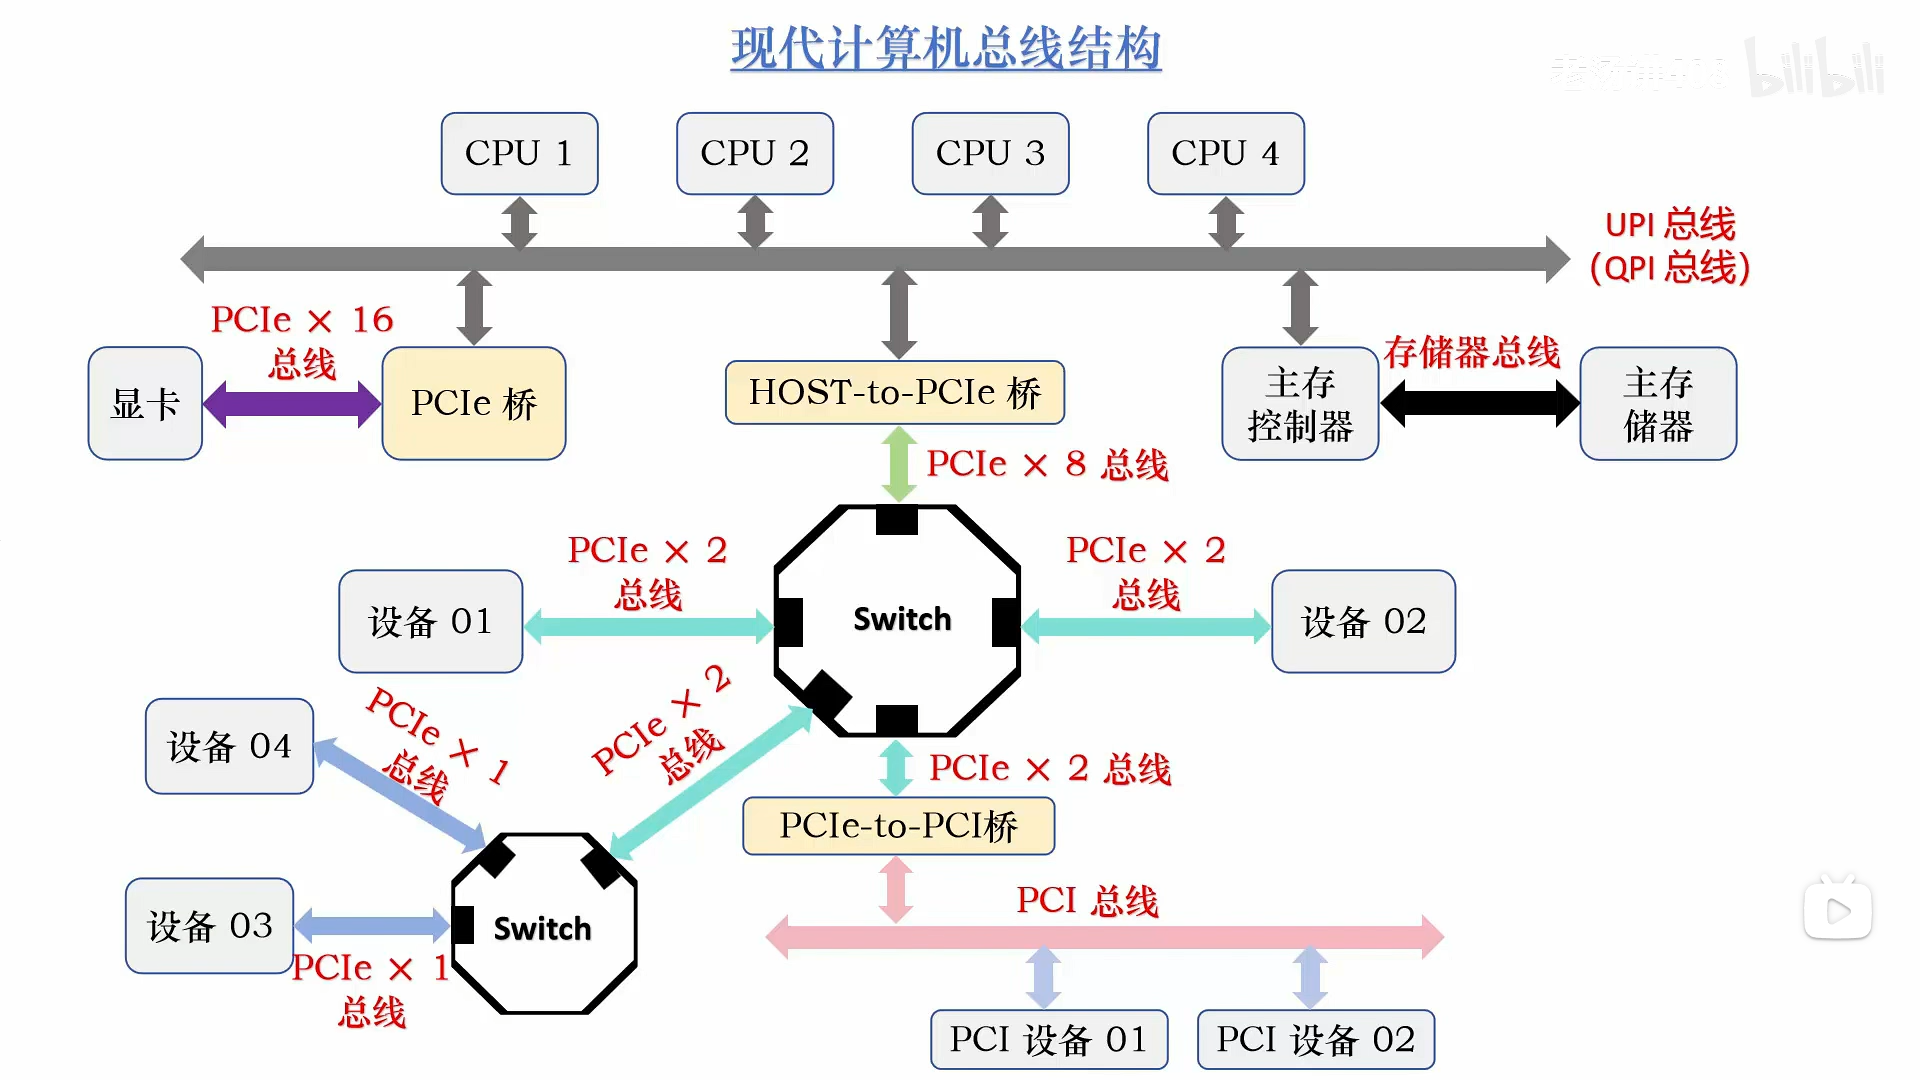 现代计算机总线结构
bilibili
CPU 1
CPU 2
CPU 3
CPU 4
UPI 总线
（QPI 总线）
PCIe × 16
总线
显卡
PCIe 桥
HOST-to-PCIe 桥
主存
控制器
存储器总线
主存
储器
PCIe × 8 总线
PCIe × 2
总线
PCIe × 2
总线
设备 01
Switch
设备 02
PCIe × 1
总线
PCIe × 2
总线
设备 04
PCIe × 2 总线
PCIe-to-PCI桥
设备 03
Switch
PCI 总线
PCIe × 1
总线
PCI 设备 01
PCI 设备 02